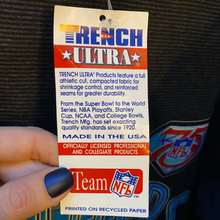 TRENCH
ULTRA
TRENCH ULTRA® Products feature a full
athletic cut, compacted fabric for
shrinkage control, and reinforced
seams for greater durability.
From the Super Bowl to the World
Series, NBA Playoffs, Stanley
Cup, NCAA, and College Bowls,
Trench Mfg. has set exacting
quality standards since 1920.
MADE IN THE USA
OFFICIALLY LICENSED PROFESSIONAL
AND COLLEGIATE PRODUCTS
Team NFL
PRINTED ON RECYCLED PAPER
75
NFL